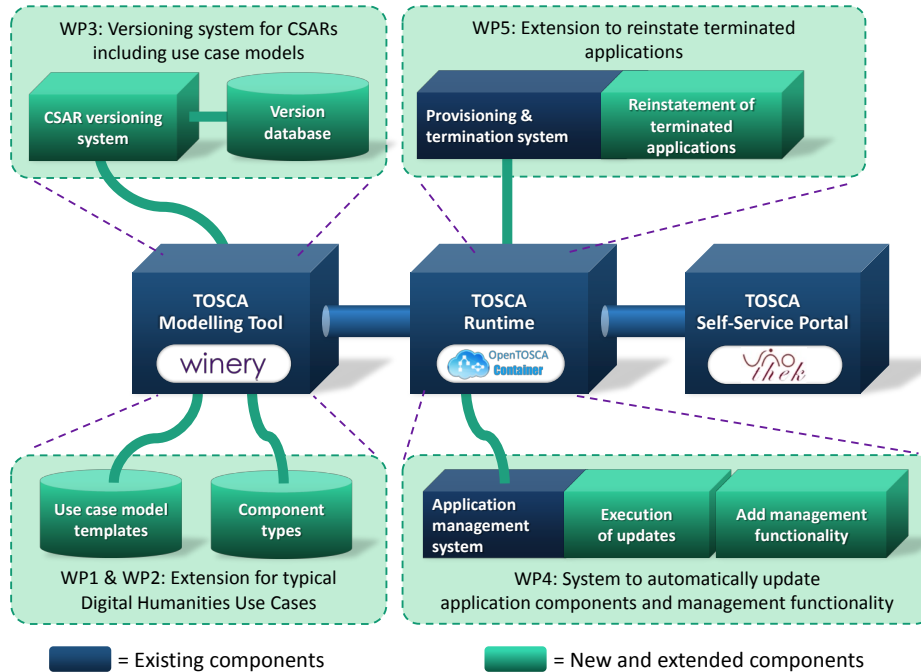 WP3: Versioning system for CSARs
including use case models
CSAR versioning
system
Version
database
WP5: Extension to reinstate terminated
applications
Provisioning &
termination system
Reinstatement of
terminated
applications
TOSCA
Modelling Tool
winery
TOSCA
Runtime
OpenTOSCA
Container
TOSCA
Self-Service Portal
vino
thek
Use case model
templates
Component
types
WP1 & WP2: Extension for typical
Digital Humanities Use Cases
Application
management
system
Execution
of updates
Add management
functionality
WP4: System to automatically update
application components and management functionality
= Existing components
= New and extended components